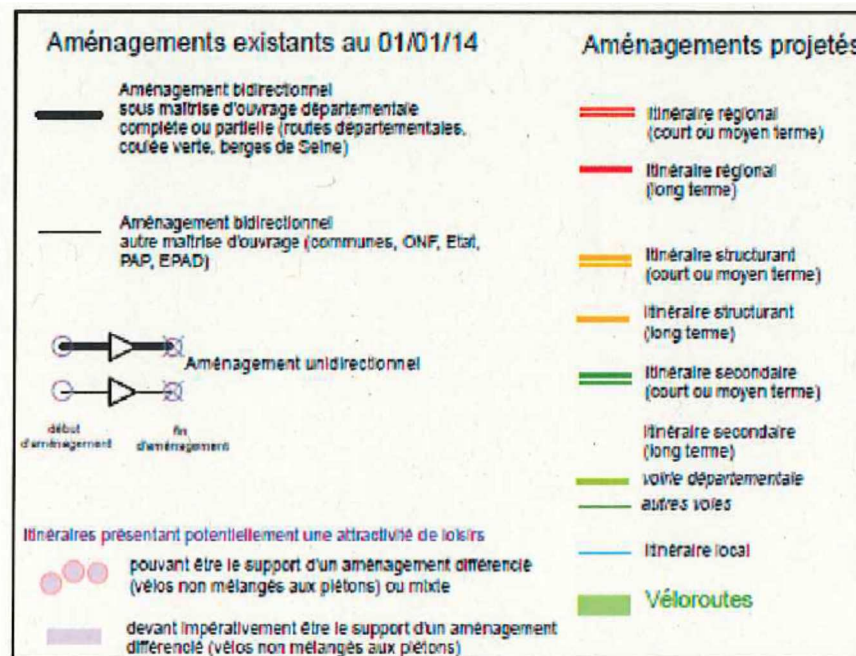 Aménagements existants au 01/01/14
Aménagement bidirectionnel
sous maîtrise d'ouvrage départementale
complète ou partielle (routes départementales,
coulée verte, berges de Seine)
Aménagement bidirectionnel
autre maîtrise d'ouvrage (communes, ONF, Etat,
PAP, EPAD)
Aménagement unidirectionnel
début
d'aménagement
fin
d'aménagement
Itinéraires présentant potentiellement une attractivité de loisirs
pouvant être le support d'un aménagement différencié
(vélos non mélangés aux piétons) ou mixte
devant impérativement être le support d'un aménagement
différencié (vélos non mélangés aux piétons)
Aménagements projetés
Itinéraire régional
(court ou moyen terme)
Itinéraire régional
(long terme)
Itinéraire structurant
(court ou moyen terme)
Itinéraire structurant
(long terme)
Itinéraire secondaire
(court ou moyen terme)
Itinéraire secondaire
(long terme)
voirie départementale
autres voies
Itinéraire local
Véloroutes